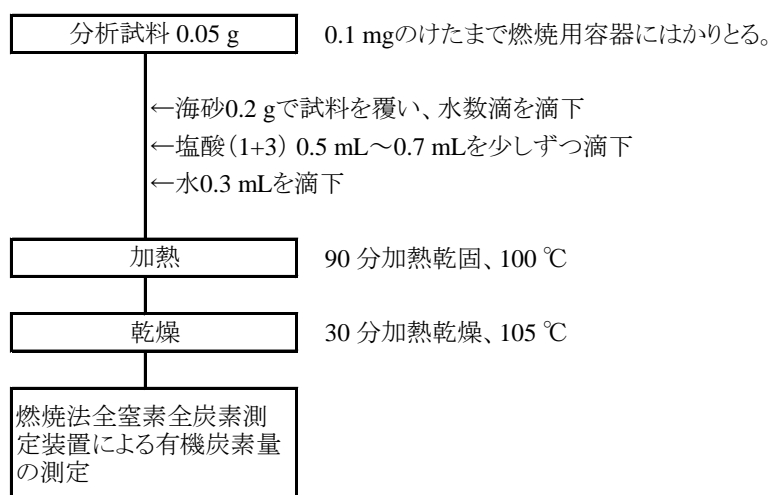 分析試料 0.05 g
0.1 mgのけたまで燃焼用容器にはかりとる。
←海砂0.2 gで試料を覆い、水数滴を滴下
←塩酸（1+3） 0.5 mL～0.7 mLを少しずつ滴下
←水0.3 mLを滴下
加熱
90 分加熱乾固、100 ℃
乾燥
30 分加熱乾燥、105 ℃
燃焼法全窒素全炭素測
定装置による有機炭素量
の測定